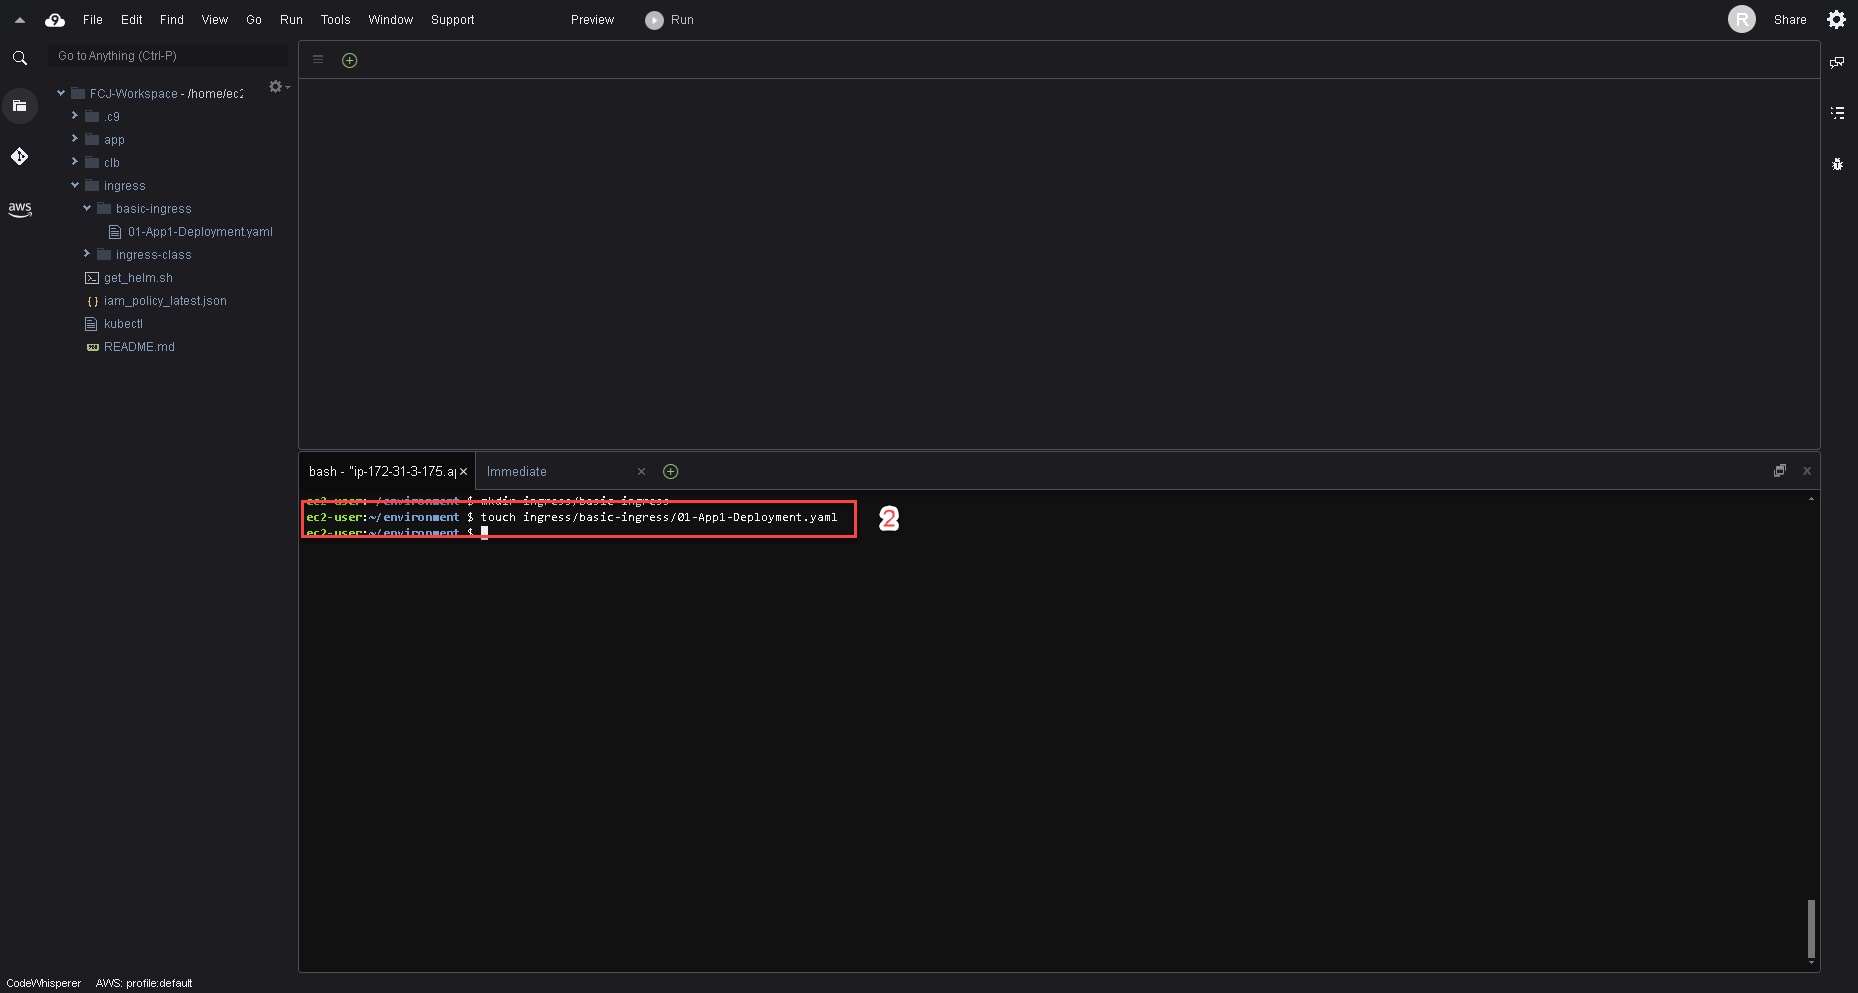 File Edit Find View Go Run Tools Window Support Preview Run R Share
Go to Anything (Ctrl-P)
FCJ-Workspace - /home/ec2
.c9
app
clb
ingress
aws
basic-ingress
01-App1-Deployment.yaml
ingress-class
get_helm.sh
iam_policy_latest.json
kubectl
README.md
bash - "ip-172-31-3-175.ap
Immediate
ec2-user:~/environment $ mkdir ingress/basic-ingress
ec2-user:~/environment $ touch ingress/basic-ingress/01-App1-Deployment.yaml
2
ec2-user:~/environment $
CodeWhisperer AWS: profile:default